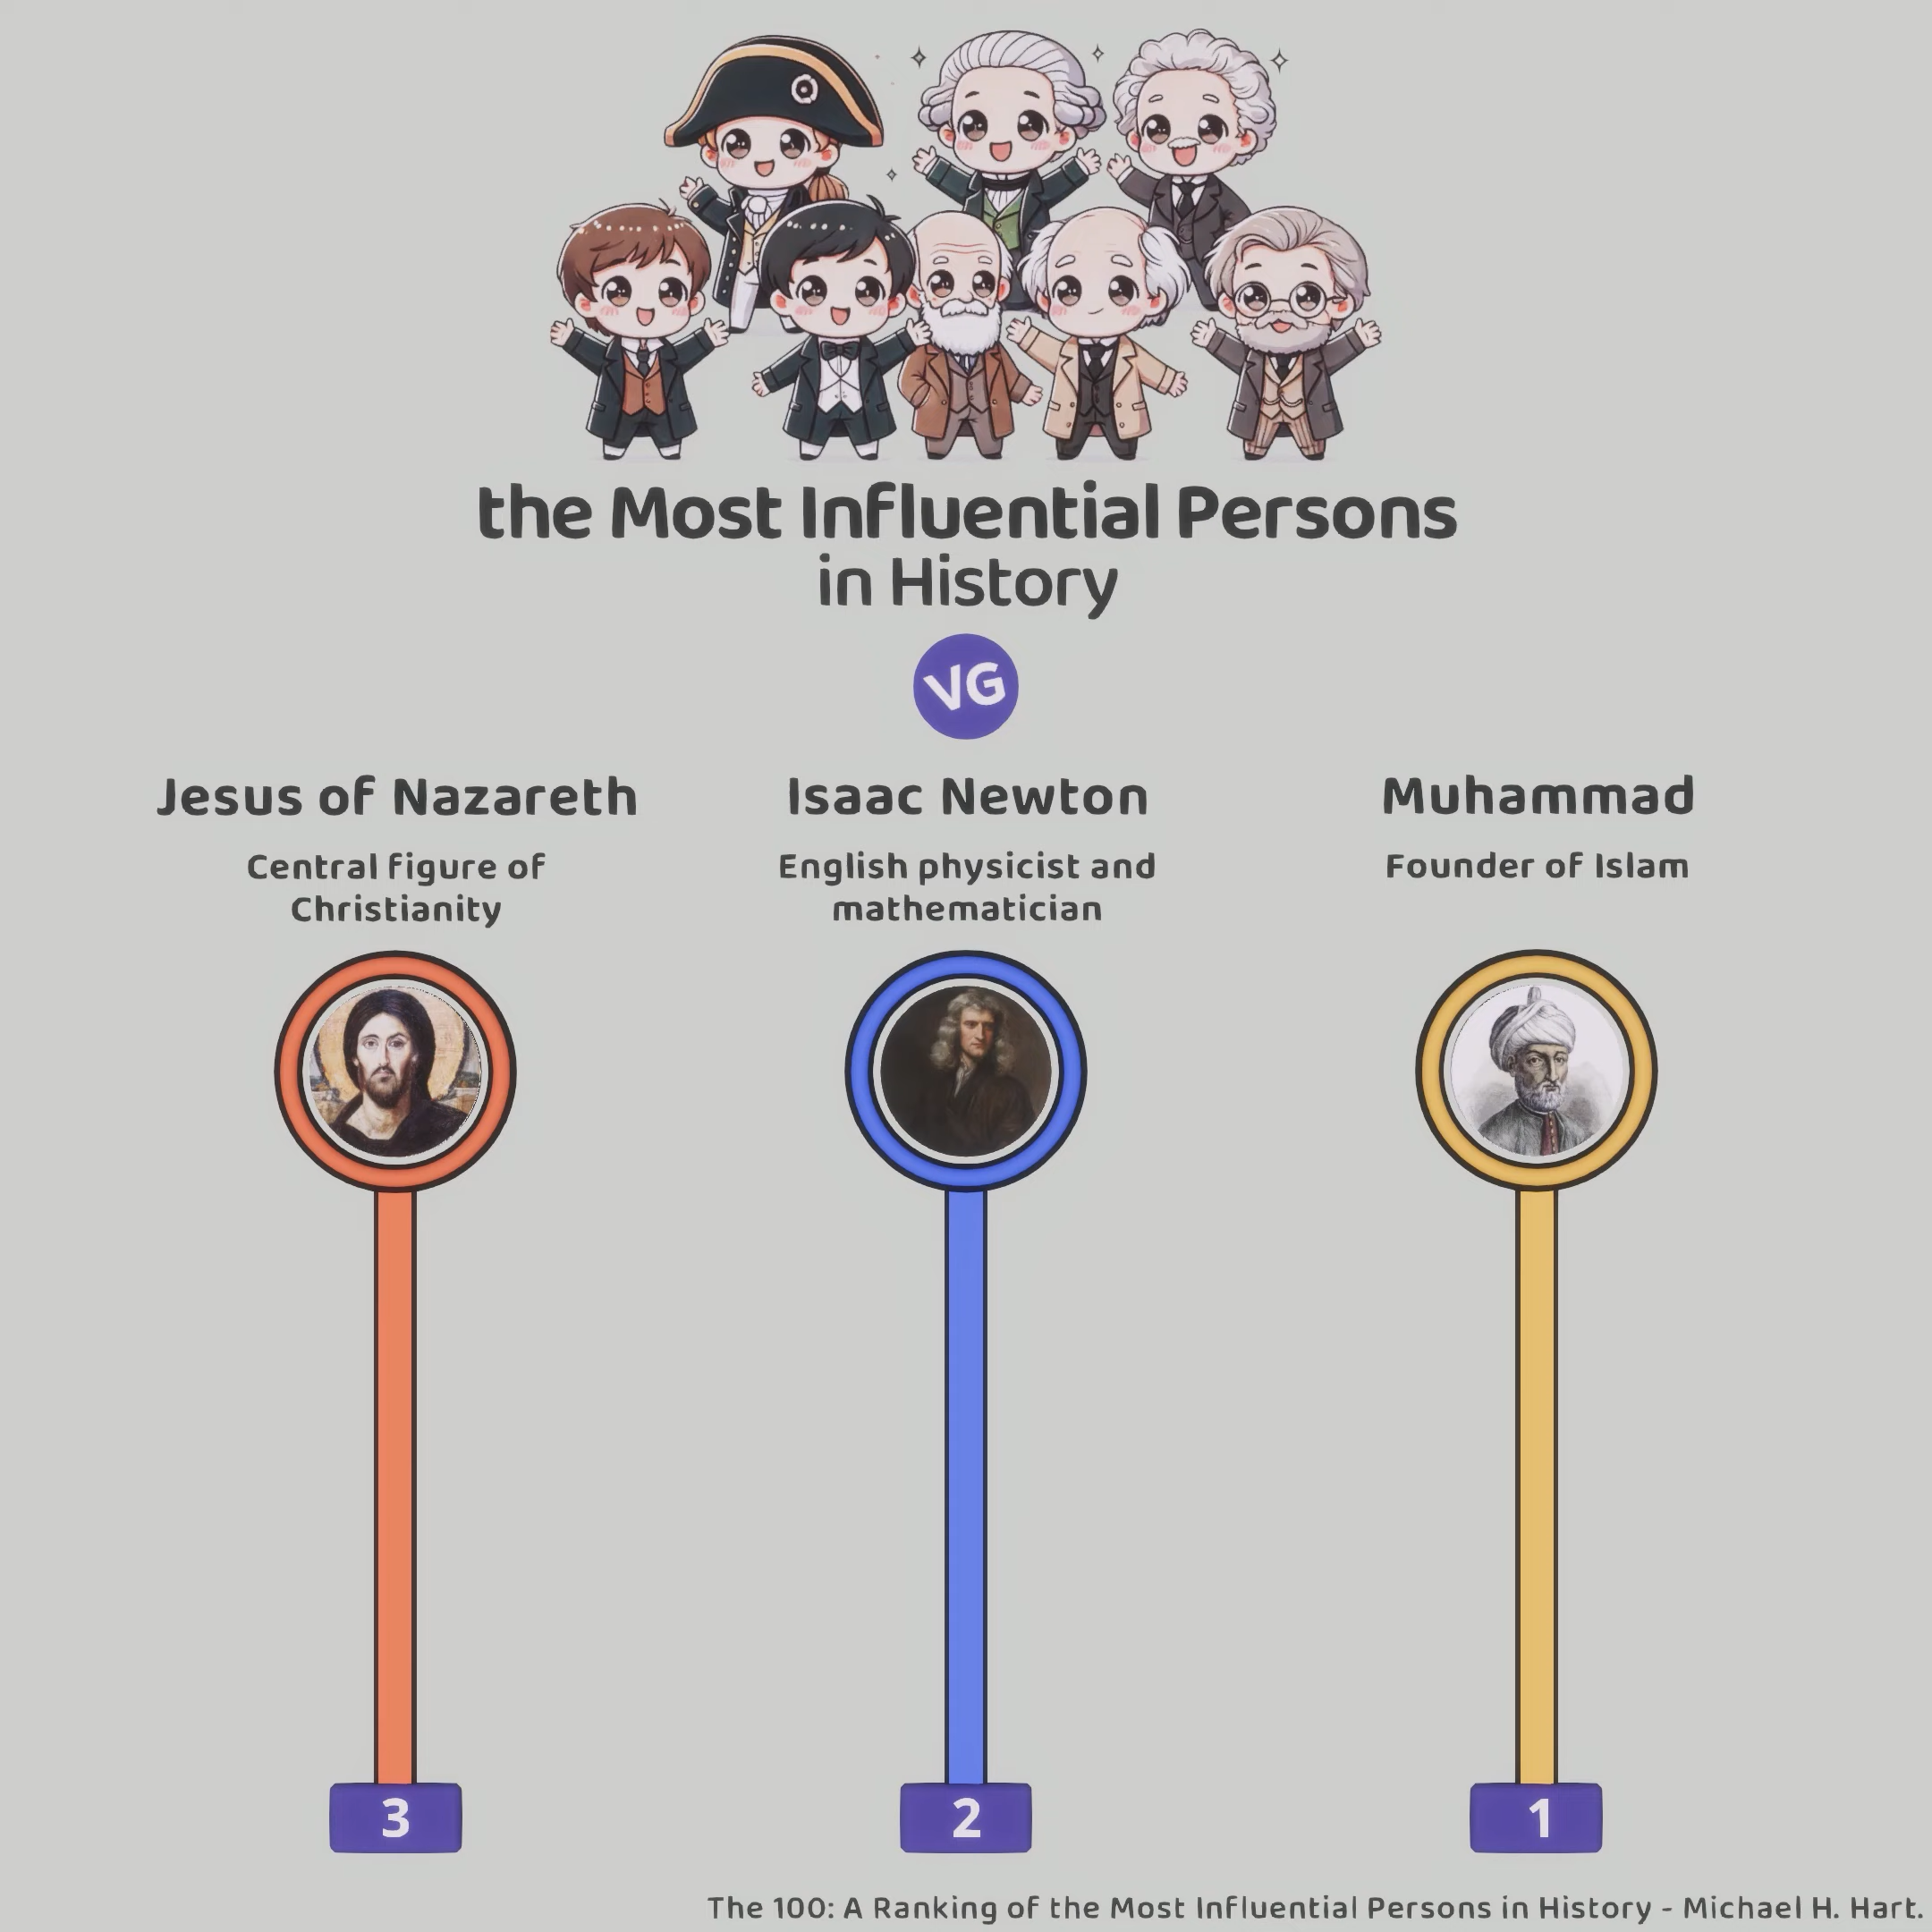 the Most Influential Persons
in History
VG
Jesus of Nazareth
Central figure of
Christianity
Isaac Newton
English physicist and
mathematician
Muhammad
Founder of Islam
3
2
1
The 100: A Ranking of the Most Influential Persons in History - Michael H. Hart.